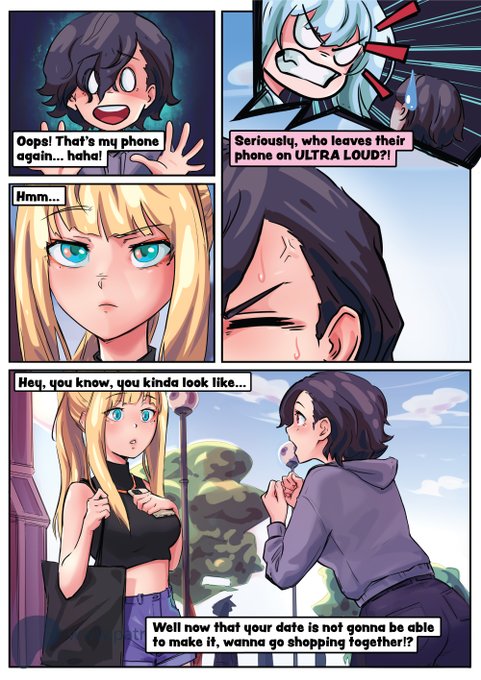 Oops! That's my phone
again... haha!
Seriously, who leaves their
phone on ULTRA LOUD?!
Hmm...
Hey, you know, you kinda look like...
Well now that your date is not gonna be able
to make it, wanna go shopping together!?